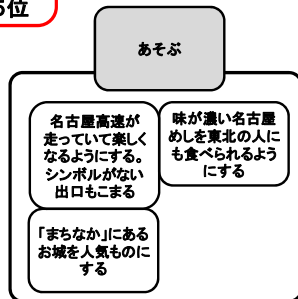 5位
あそぶ
名古屋高速が
走っていて楽しく
なるようにする。
シンボルがない
出口もこまる
味が濃い名古屋
めしを東北の人に
も食べられるよう
にする
「まちなか」にある
お城を人気ものに
する